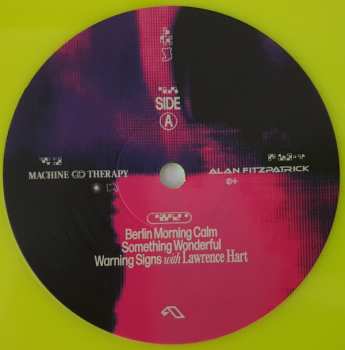 SIDE
A
MACHINE THERAPY
ALAN FITZPATRICK
Berlin Morning Calm
Something Wonderful
Warning Signs with Lawrence Hart